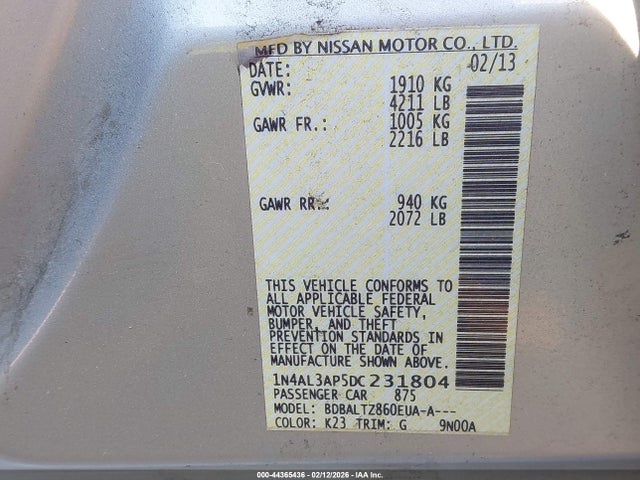 MFD BY NISSAN MOTOR CO., LTD.
DATE: 02/13
GVWR: 1910 KG
4211 LB
GAWR FR.: 1005 KG
2216 LB
GAWR RR.: 940 KG
2072 LB
THIS VEHICLE CONFORMS TO
ALL APPLICABLE FEDERAL
MOTOR VEHICLE SAFETY,
BUMPER, AND THEFT
PREVENTION STANDARDS IN
EFFECT ON THE DATE OF
MANUFACTURE SHOWN ABOVE.
1N4AL3AP5DC231804
PASSENGER CAR 875
MODEL: BDBALTZ860EUA-A---
COLOR: K23 TRIM: G 9N00A
000-44365436 - 02/12/2026 - IAA Inc.